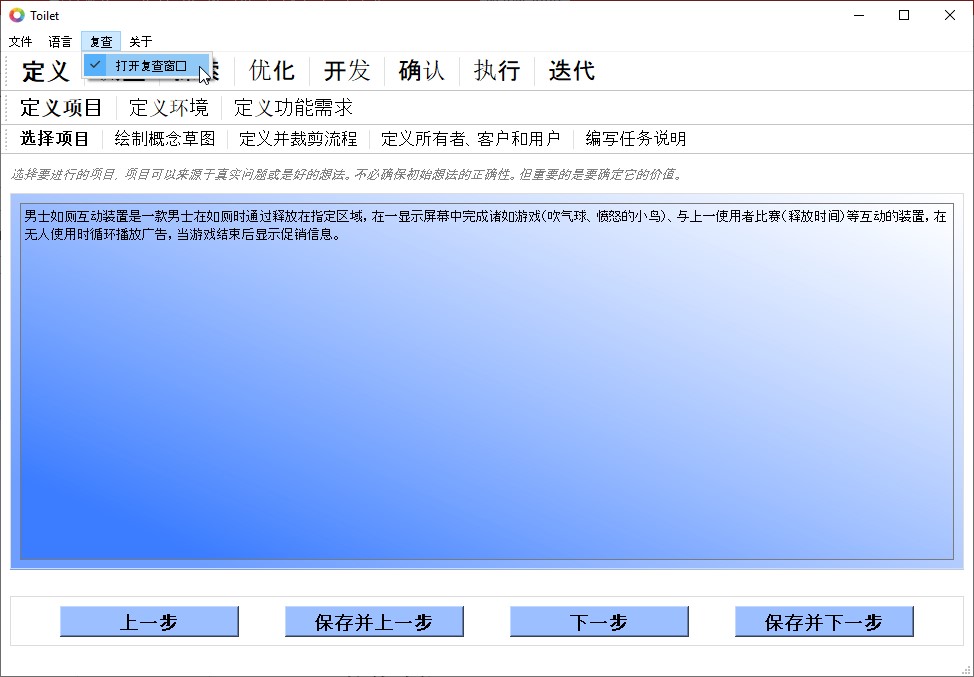 Toilet
文件 语言 复查 关于
打开复查窗口
定义 优化 开发 确认 执行 迭代
定义项目 定义环境 定义功能需求
选择项目 绘制概念草图 定义并裁剪流程 定义所有者、客户和用户 编写任务说明
选择要进行的项目, 项目可以来源于真实问题或是好的想法。不必确保初始想法的正确性。但重要的是要确定它的价值。
男士如厕互动装置是一款男士在如厕时通过释放在指定区域, 在一显示屏幕中完成诸如游戏(吹气球、愤怒的小鸟)、与上一使用者比赛(释放时间)等互动的装置, 在
无人使用时循环播放广告, 当游戏结束后显示促销信息。
上一步 保存并上一步 下一步 保存并下一步